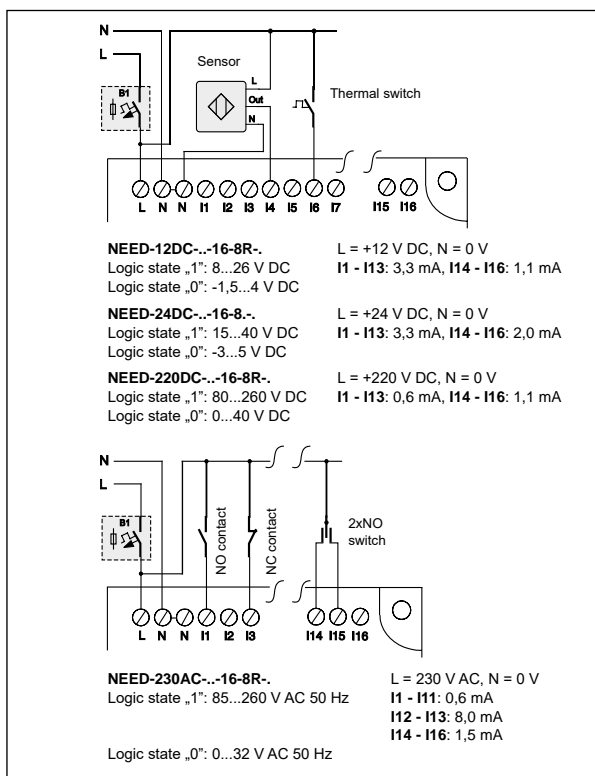 N
L
Sensor
B1
L
Out
N
Thermal switch
L N N I1 I2 I3 I4 I5 I6 I7 I15 I16
NEED-12DC-..-16-8R-. L = +12 V DC, N = 0 V
Logic state „1”: 8...26 V DC I1 - I13: 3,3 mA, I14 - I16: 1,1 mA
Logic state „0”: -1,5...4 V DC
NEED-24DC-..-16-8.-. L = +24 V DC, N = 0 V
Logic state „1”: 15...40 V DC I1 - I13: 3,3 mA, I14 - I16: 2,0 mA
Logic state „0”: -3...5 V DC
NEED-220DC-..-16-8R-. L = +220 V DC, N = 0 V
Logic state „1”: 80...260 V DC I1 - I13: 0,6 mA, I14 - I16: 1,1 mA
Logic state „0”: 0...40 V DC
N
L
B1
NO contact
NC contact
2xNO
switch
L N N I1 I2 I3 I14 I15 I16
NEED-230AC-..-16-8R-. L = 230 V AC, N = 0 V
Logic state „1”: 85...260 V AC 50 Hz I1 - I11: 0,6 mA
I12 - I13: 8,0 mA
I14 - I16: 1,5 mA
Logic state „0”: 0...32 V AC 50 Hz